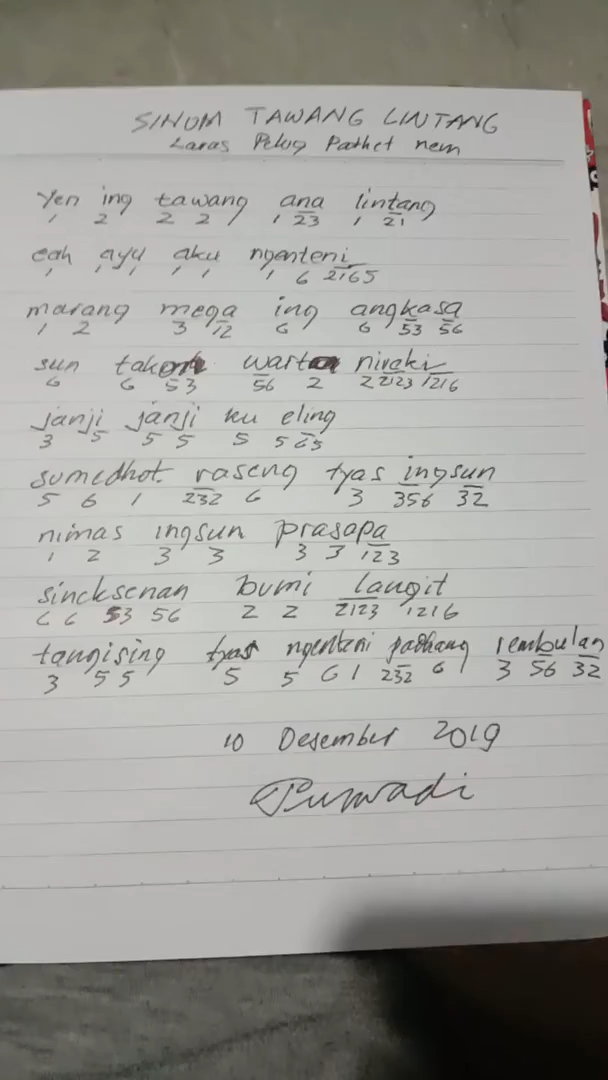 SINOM TAWANG LINTANG
Laras Pelog Pathet nem
Yen ing tawang ana lintang
1 2 2 2 1 23 1 21
cah ayu aku ngenteni
1 1 1 1 1 1 6 2165
marang mega ing angkasa
1 2 3 12 6 6 53 56
sun takon warta nireki
6 6 53 56 2 2 2123 1216
janji janji ku eling
3 5 5 5 5 5 65
sumedhot raseng tyas ingsun
5 6 1 232 6 3 356 32
nimas ingsun prasapa
1 2 3 3 3 3 123
sineksenan bumi langit
6 6 53 56 2 2 2123 1216
tangising tyas ngenteni padhang rembulan
3 5 5 5 5 6 1 232 6 1 3 56 32
10 Desember 2019
Purwadi